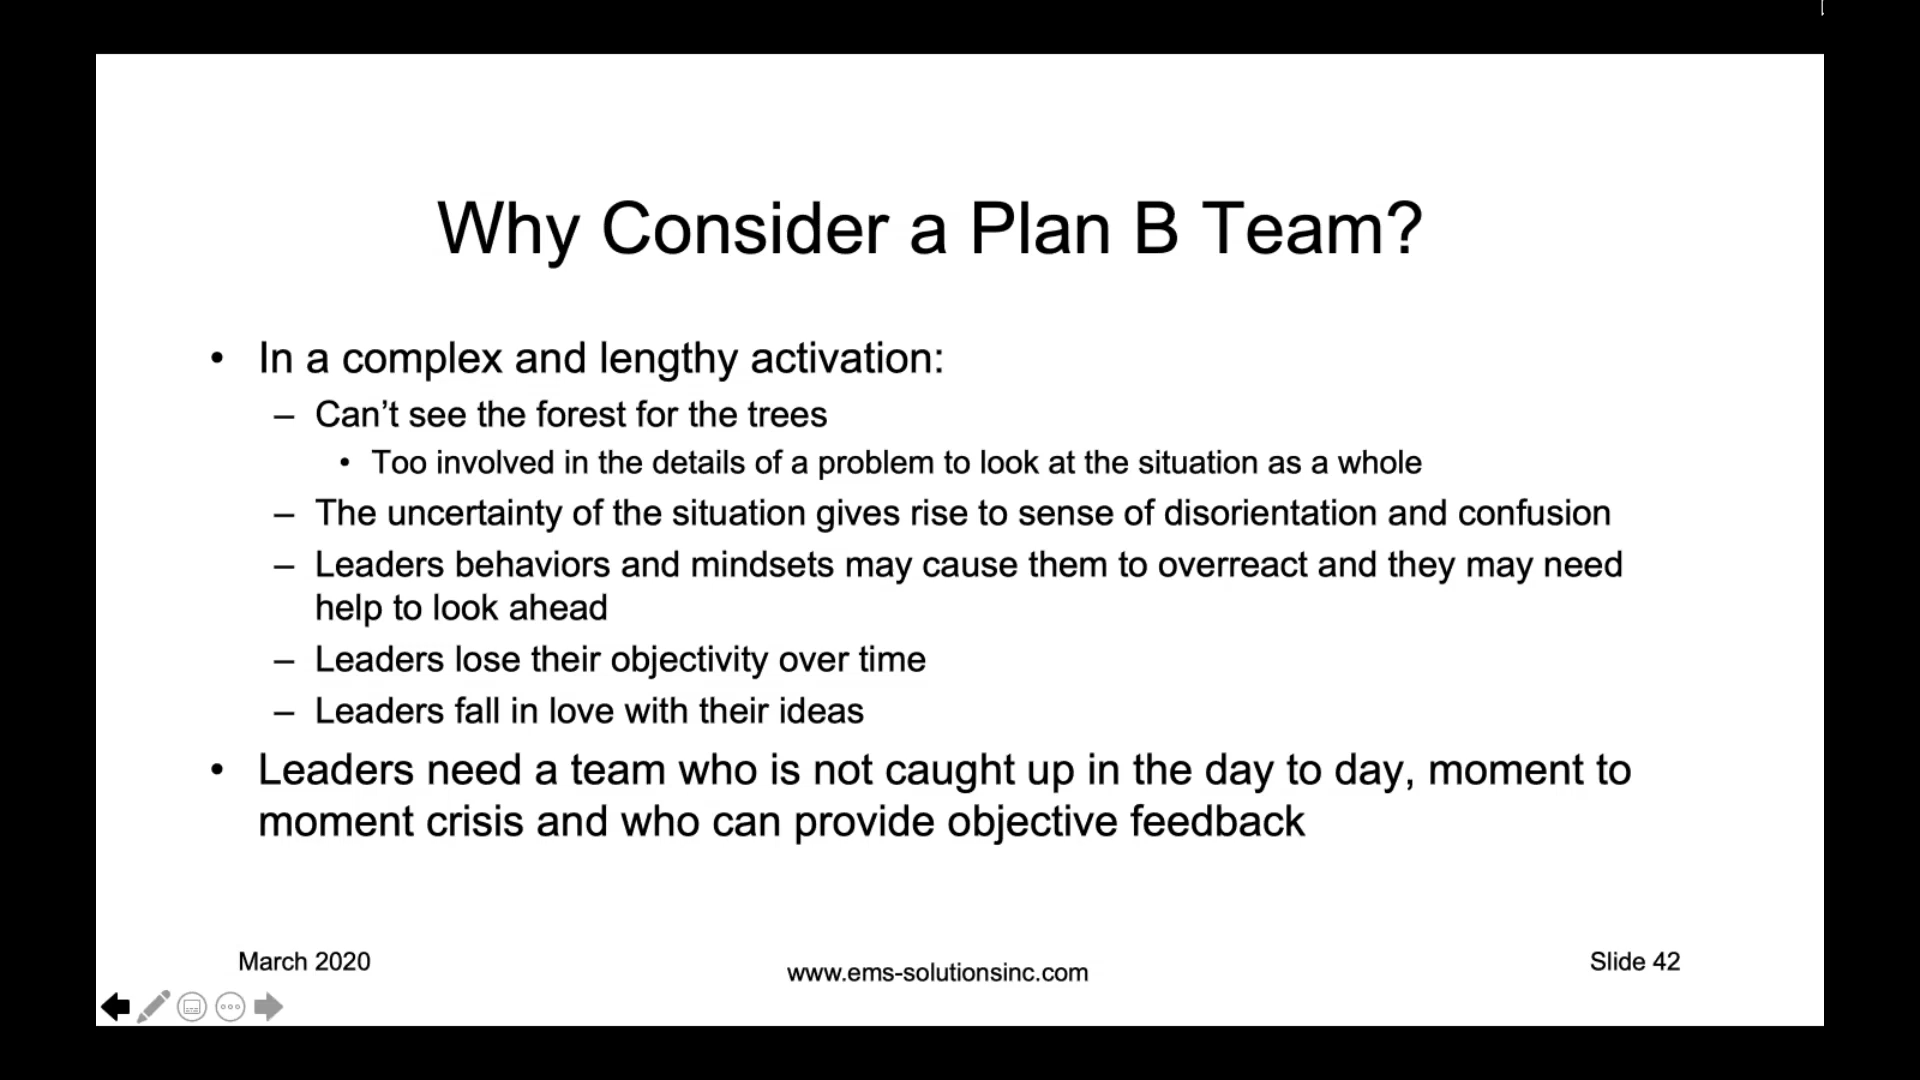 Why Consider a Plan B Team?
• In a complex and lengthy activation:
– Can’t see the forest for the trees
• Too involved in the details of a problem to look at the situation as a whole
– The uncertainty of the situation gives rise to sense of disorientation and confusion
– Leaders behaviors and mindsets may cause them to overreact and they may need
help to look ahead
– Leaders lose their objectivity over time
– Leaders fall in love with their ideas
• Leaders need a team who is not caught up in the day to day, moment to
moment crisis and who can provide objective feedback
March 2020
www.ems-solutionsinc.com
Slide 42